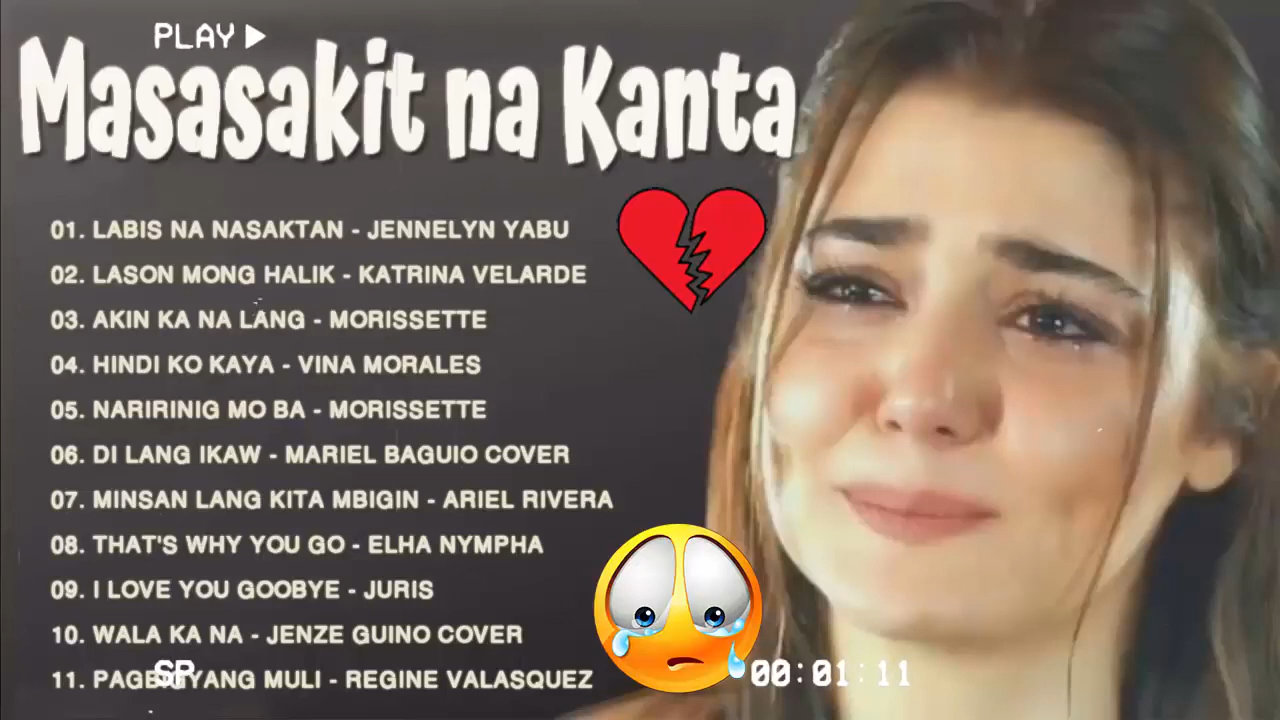 PLAY
Masasakit na Kanta
01. LABIS NA NASAKTAN - JENNELYN YABU
02. LASON MONG HALIK - KATRINA VELARDE
03. AKIN KA NA LANG - MORISSETTE
04. HINDI KO KAYA - VINA MORALES
05. NARIRINIG MO BA - MORISSETTE
06. DI LANG IKAW - MARIEL BAGUIO COVER
07. MINSAN LANG KITA MBIGIN - ARIEL RIVERA
08. THAT'S WHY YOU GO - ELHA NYMPHA
09. I LOVE YOU GOOBYE - JURIS
10. WALA KA NA - JENZE GUINO COVER
11. MULI - REGINE VALASQUEZ
SP
00:01:11